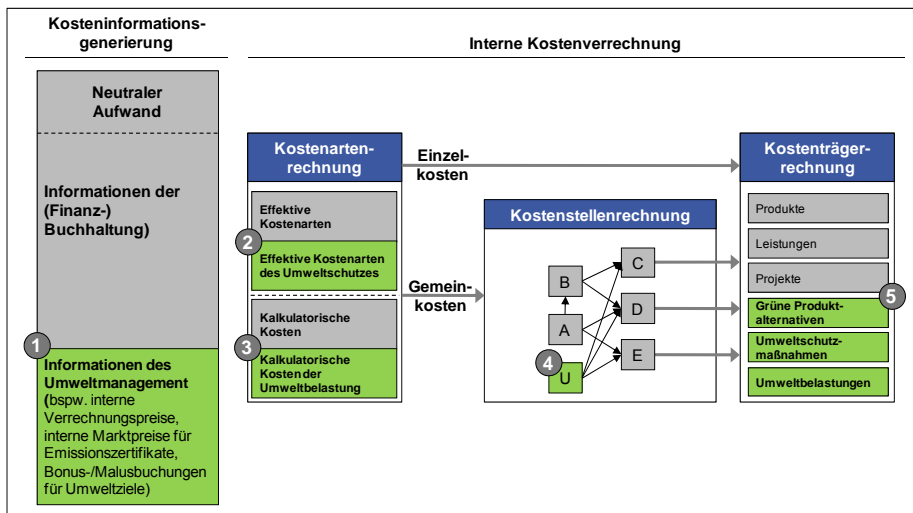 Kosteninformations-
generierung
Interne Kostenverrechnung
Neutraler
Aufwand
Informationen der
(Finanz-)
Buchhaltung)
1
Informationen des
Umweltmanagement
(bspw. interne
Verrechnungspreise,
interne Marktpreise für
Emissionszertifikate,
Bonus-/Malusbuchungen
für Umweltziele)
Kostenarten-
rechnung
Effektive
Kostenarten
2
Effektive Kostenarten
des Umweltschutzes
Kalkulatorische
Kosten
3
Kalkulatorische
Kosten der
Umweltbelastung
Einzel-
kosten
Gemein-
kosten
Kostenstellenrechnung
C
B
D
A
E
4
U
Kostenträger-
rechnung
Produkte
Leistungen
Projekte
5
Grüne Produkt-
alternativen
Umweltschutz-
maßnahmen
Umweltbelastungen